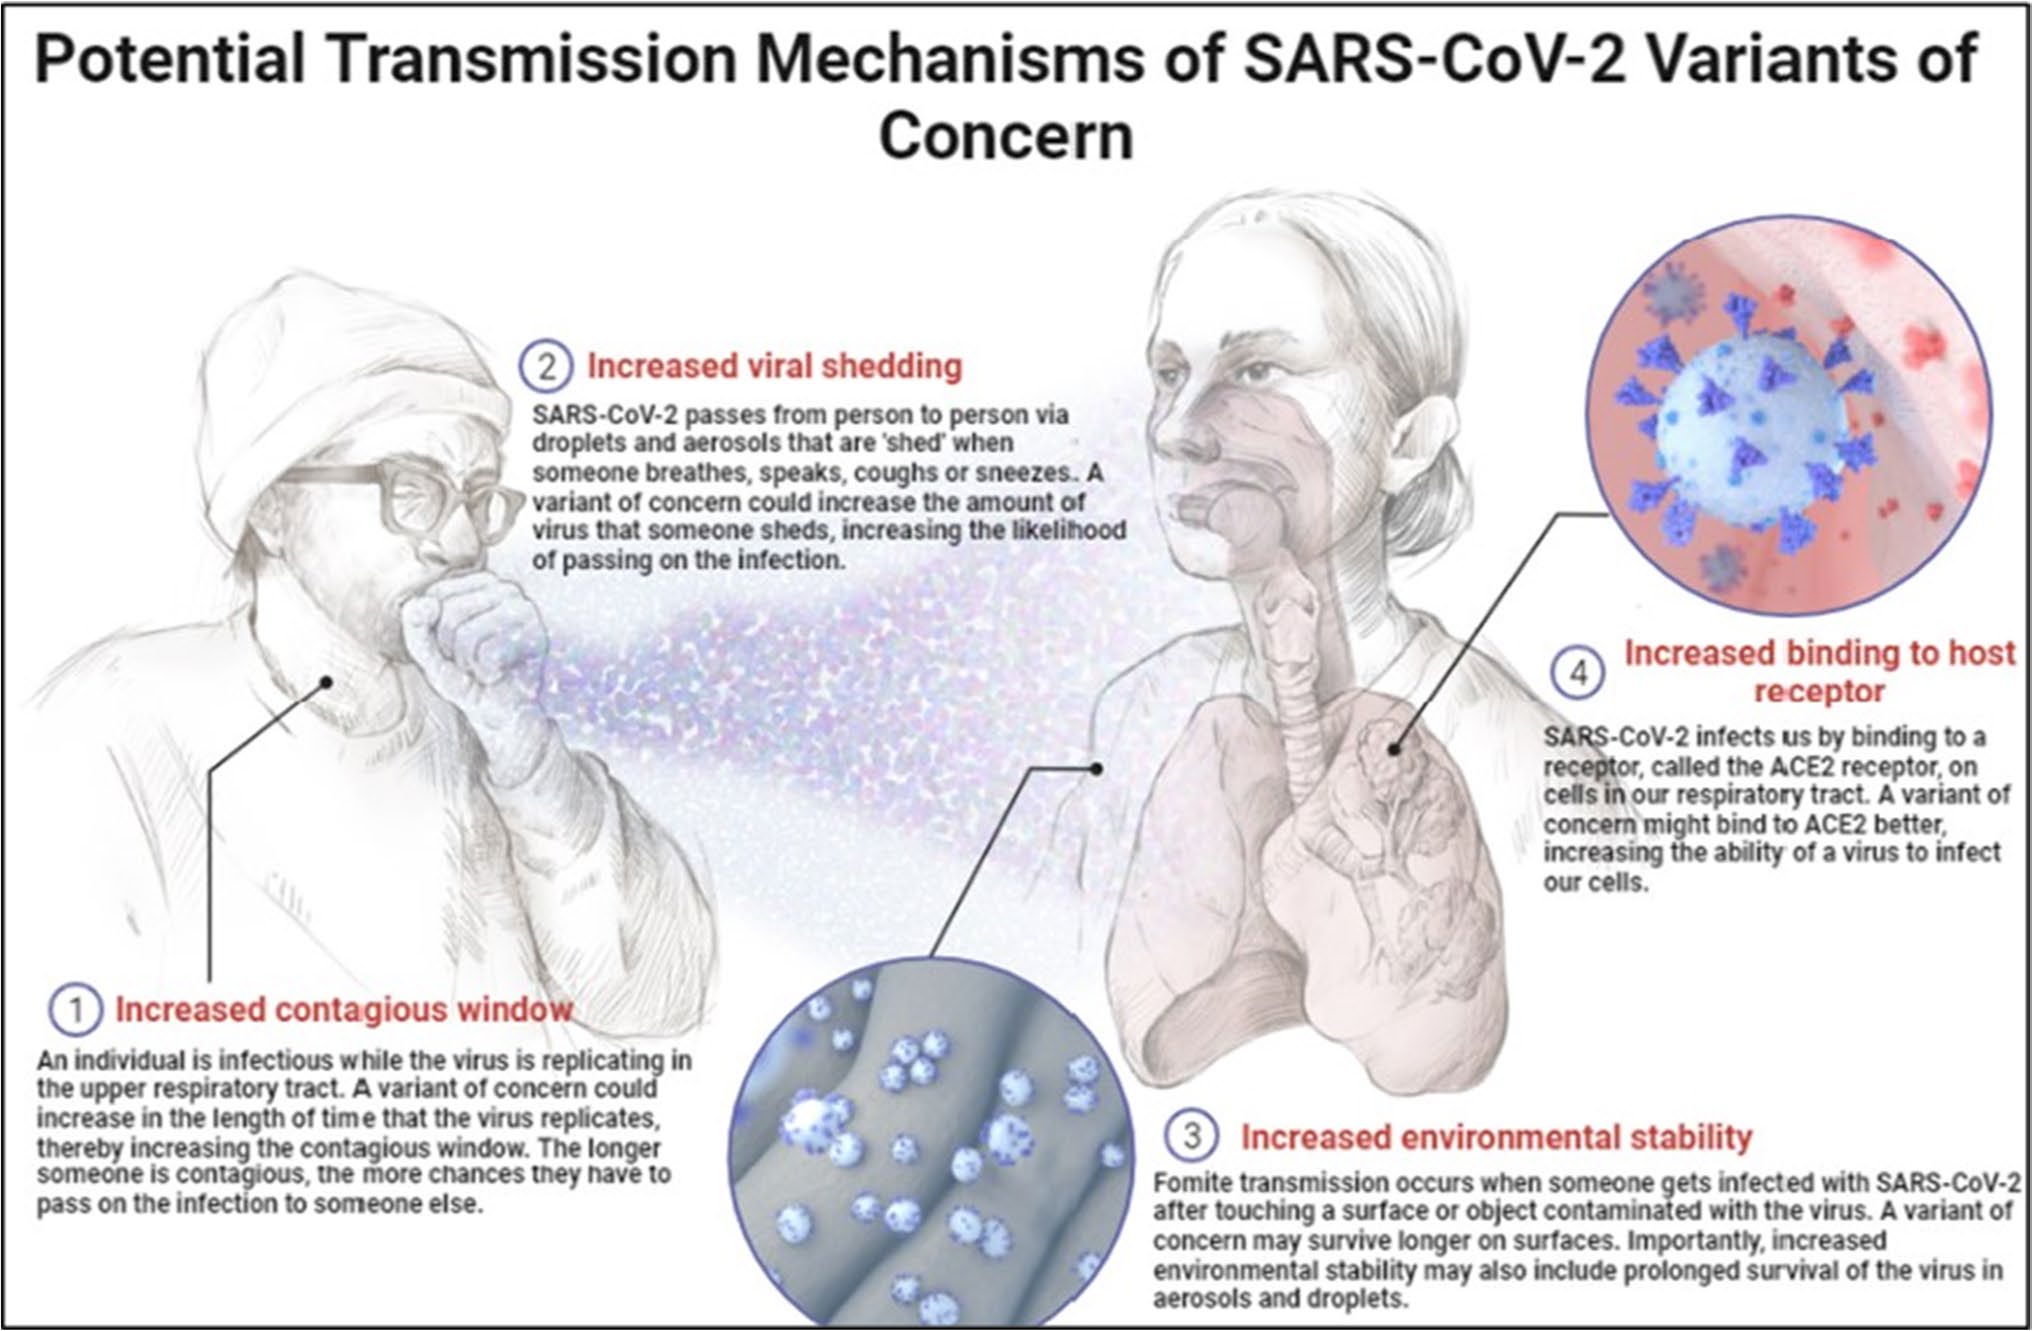 Potential Transmission Mechanisms of SARS-CoV-2 Variants of
Concern
2 Increased viral shedding
SARS-CoV-2 passes from person to person via
droplets and aerosols that are 'shed' when
someone breathes, speaks, coughs or sneezes. A
variant of concern could increase the amount of
virus that someone sheds, increasing the likelihood
of passing on the infection.
4 Increased binding to host
receptor
SARS-CoV-2 infects us by binding to a
receptor, called the ACE2 receptor, on
cells in our respiratory tract. A variant of
concern might bind to ACE2 better,
increasing the ability of a virus to infect
our cells.
1 Increased contagious window
An individual is infectious while the virus is replicating in
the upper respiratory tract. A variant of concern could
increase in the length of time that the virus replicates,
thereby increasing the contagious window. The longer
someone is contagious, the more chances they have to
pass on the infection to someone else.
3 Increased environmental stability
Fomite transmission occurs when someone gets infected with SARS-CoV-2
after touching a surface or object contaminated with the virus. A variant of
concern may survive longer on surfaces. Importantly, increased
environmental stability may also include prolonged survival of the virus in
aerosols and droplets.